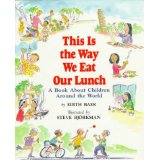 This Is
the Way
We Eat
Our Lunch
A Book About Children
Around the World
by EDITH BAER
Illustrated by
STEVE BJÖRKMAN